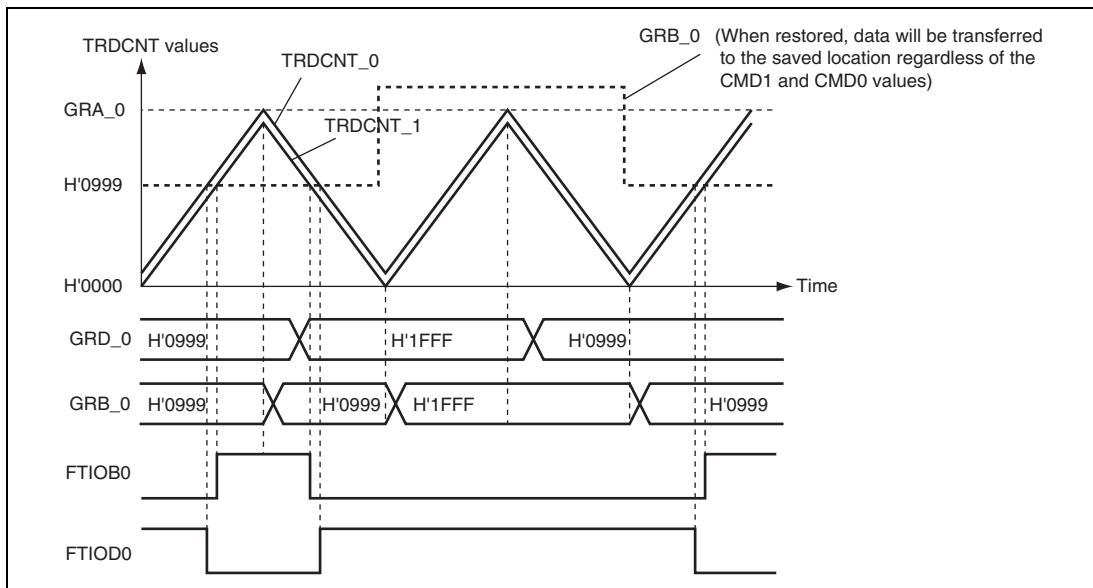 GRB_0 (When restored, data will be transferred
to the saved location regardless of the
CMD1 and CMD0 values)
TRDCNT values
TRDCNT_0
GRA_0
TRDCNT_1
H'0999
H'0000
Time
GRD_0
H'0999
H'1FFF
H'0999
GRB_0
H'0999
H'0999
H'1FFF
H'0999
FTIOB0
FTIOD0